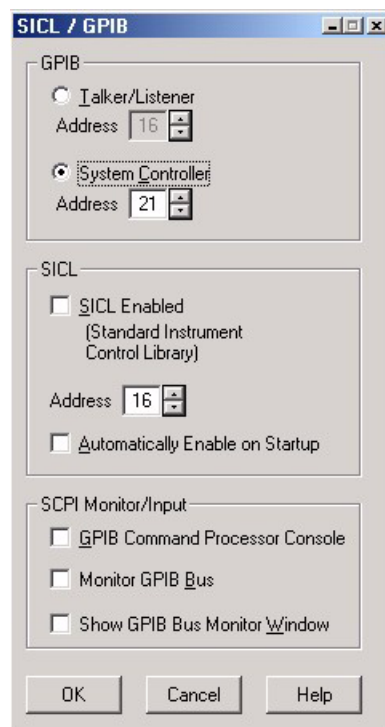 SICL / GPIB
GPIB
Talker/Listener
Address 16
System Controller
Address 21
SICL
SICL Enabled
(Standard Instrument
Control Library)
Address 16
Automatically Enable on Startup
SCPI Monitor/Input
GPIB Command Processor Console
Monitor GPIB Bus
Show GPIB Bus Monitor Window
OK Cancel Help